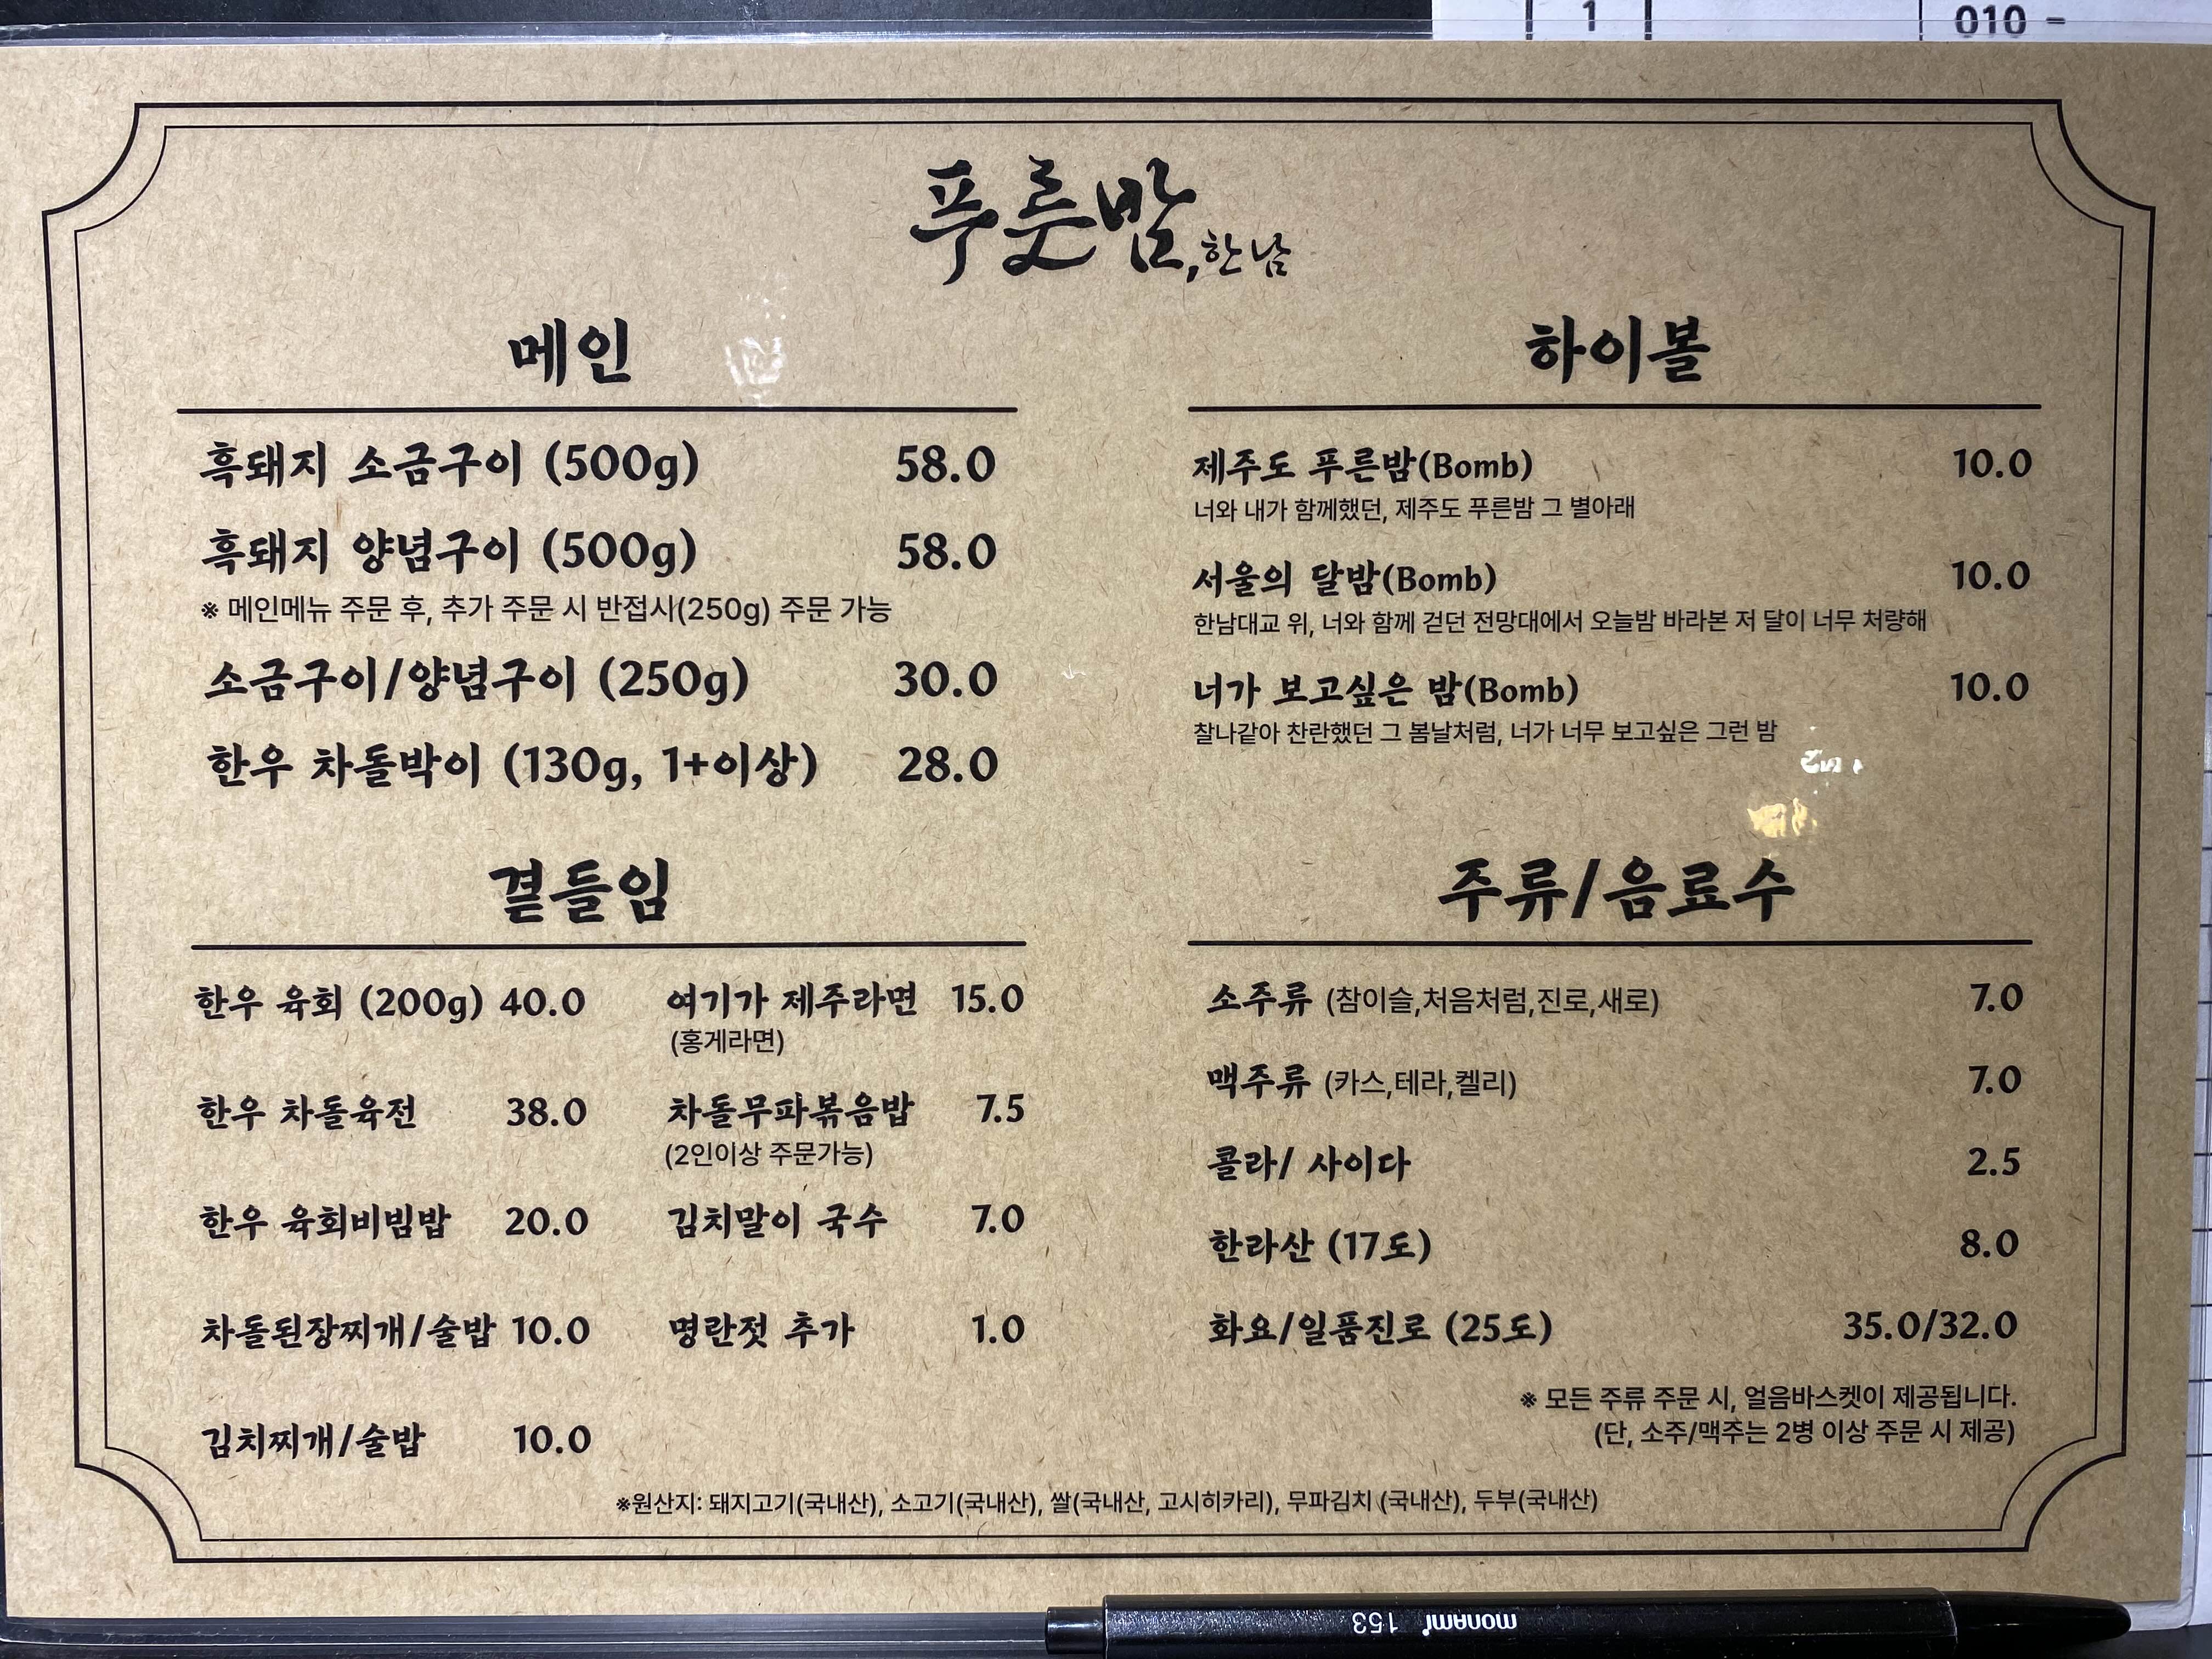 1
010 -
푸릇밤, 한남
메인
흑돼지 소금구이 (500g) 58.0
흑돼지 양념구이 (500g) 58.0
※ 메인메뉴 주문 후, 추가 주문 시 반접시(250g) 주문 가능
소금구이/양념구이 (250g) 30.0
한우 차돌박이 (130g, 1+이상) 28.0
하이볼
제주도 푸른밤(Bomb) 10.0
너와 내가 함께했던, 제주도 푸른밤 그 별아래
서울의 달밤(Bomb) 10.0
한남대교 위, 너와 함께 걷던 전망대에서 오늘밤 바라본 저 달이 너무 처량해
너가 보고싶은 밤(Bomb) 10.0
찰나같아 찬란했던 그 봄날처럼, 너가 너무 보고싶은 그런 밤
곁들임
한우 육회 (200g) 40.0
한우 차돌육전 38.0
한우 육회비빔밥 20.0
차돌된장찌개/술밥 10.0
김치찌개/술밥 10.0
여기가 제주라면 15.0
(홍게라면)
차돌무파볶음밥 7.5
(2인이상 주문가능)
김치말이 국수 7.0
명란젓 추가 1.0
주류/음료수
소주류 (참이슬,처음처럼,진로,새로) 7.0
맥주류 (카스,테라,켈리) 7.0
콜라/ 사이다 2.5
한라산 (17도) 8.0
화요/일품진로 (25도) 35.0/32.0
※ 모든 주류 주문 시, 얼음바스켓이 제공됩니다.
(단, 소주/맥주는 2병 이상 주문 시 제공)
※원산지: 돼지고기(국내산), 소고기(국내산), 쌀(국내산, 고시히카리), 무파김치 (국내산), 두부(국내산)
monami 153